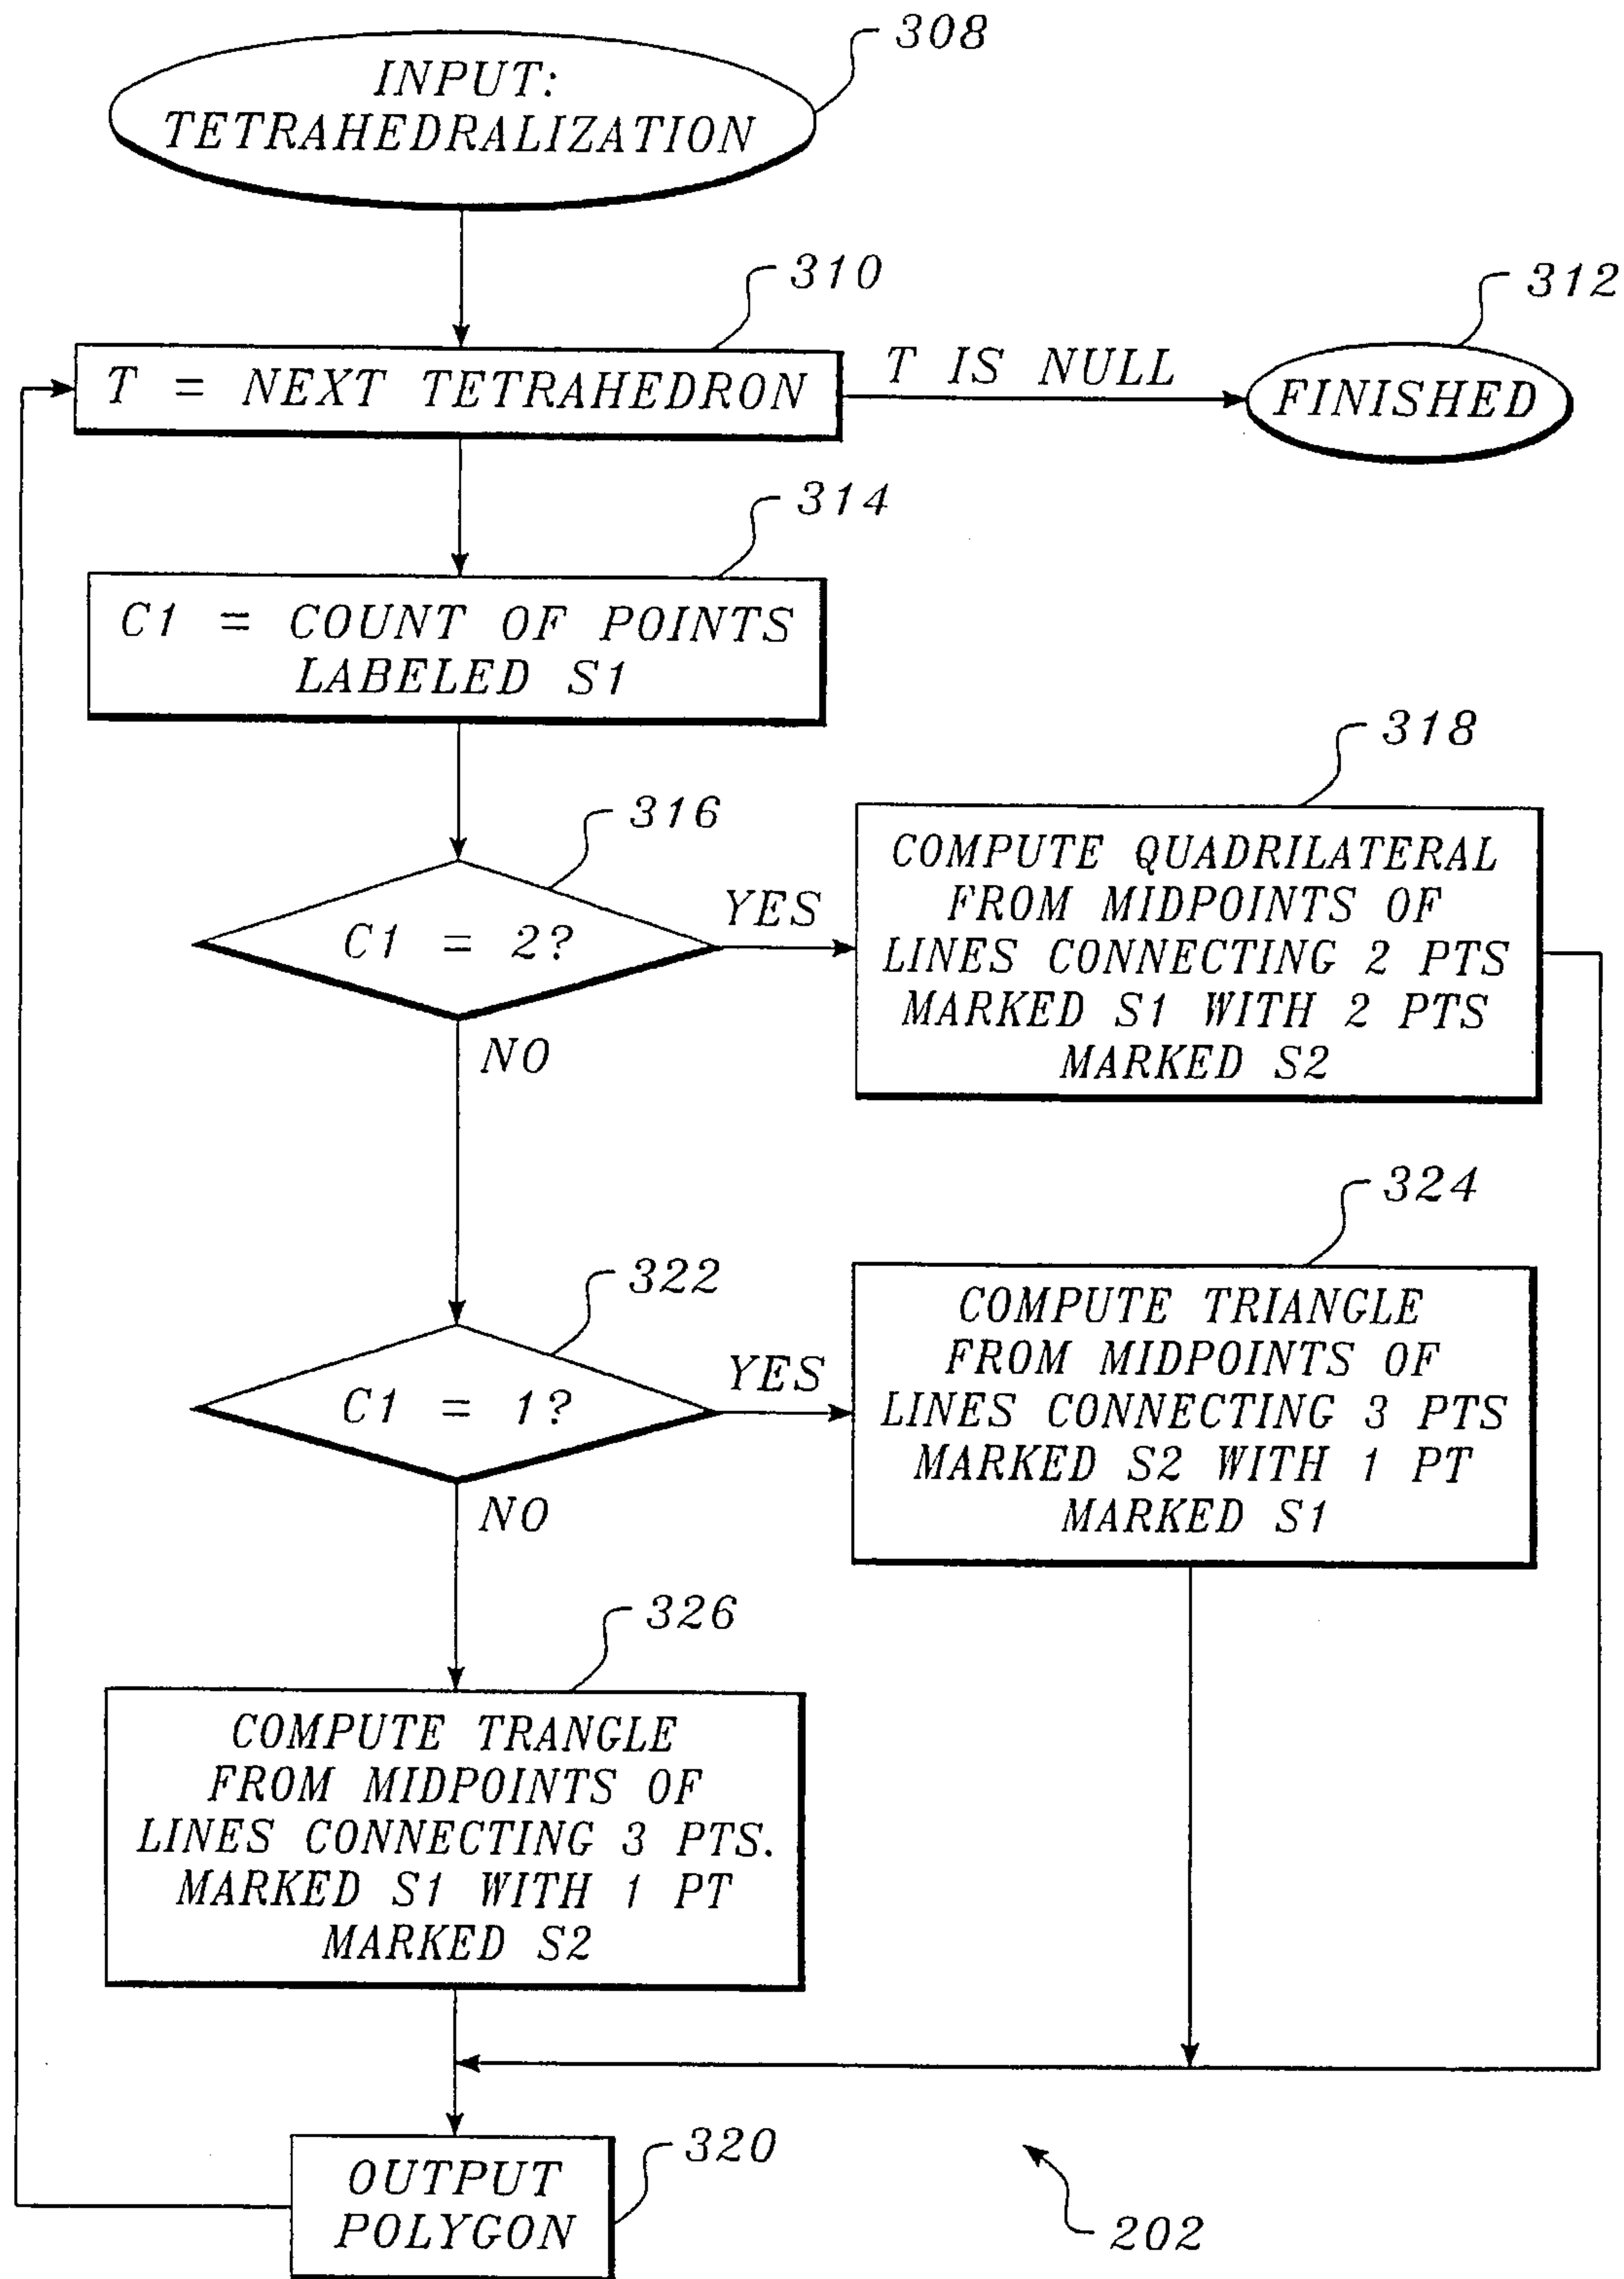 308
INPUT:
TETRAHEDRALIZATION
310
312
T = NEXT TETRAHEDRON
T IS NULL
FINISHED
314
C1 = COUNT OF POINTS
LABELED S1
316
318
C1 = 2?
YES
NO
COMPUTE QUADRILATERAL
FROM MIDPOINTS OF
LINES CONNECTING 2 PTS
MARKED S1 WITH 2 PTS
MARKED S2
322
324
C1 = 1?
YES
NO
COMPUTE TRIANGLE
FROM MIDPOINTS OF
LINES CONNECTING 3 PTS
MARKED S2 WITH 1 PT
MARKED S1
326
COMPUTE TRANGLE
FROM MIDPOINTS OF
LINES CONNECTING 3 PTS.
MARKED S1 WITH 1 PT
MARKED S2
320
OUTPUT
POLYGON
202